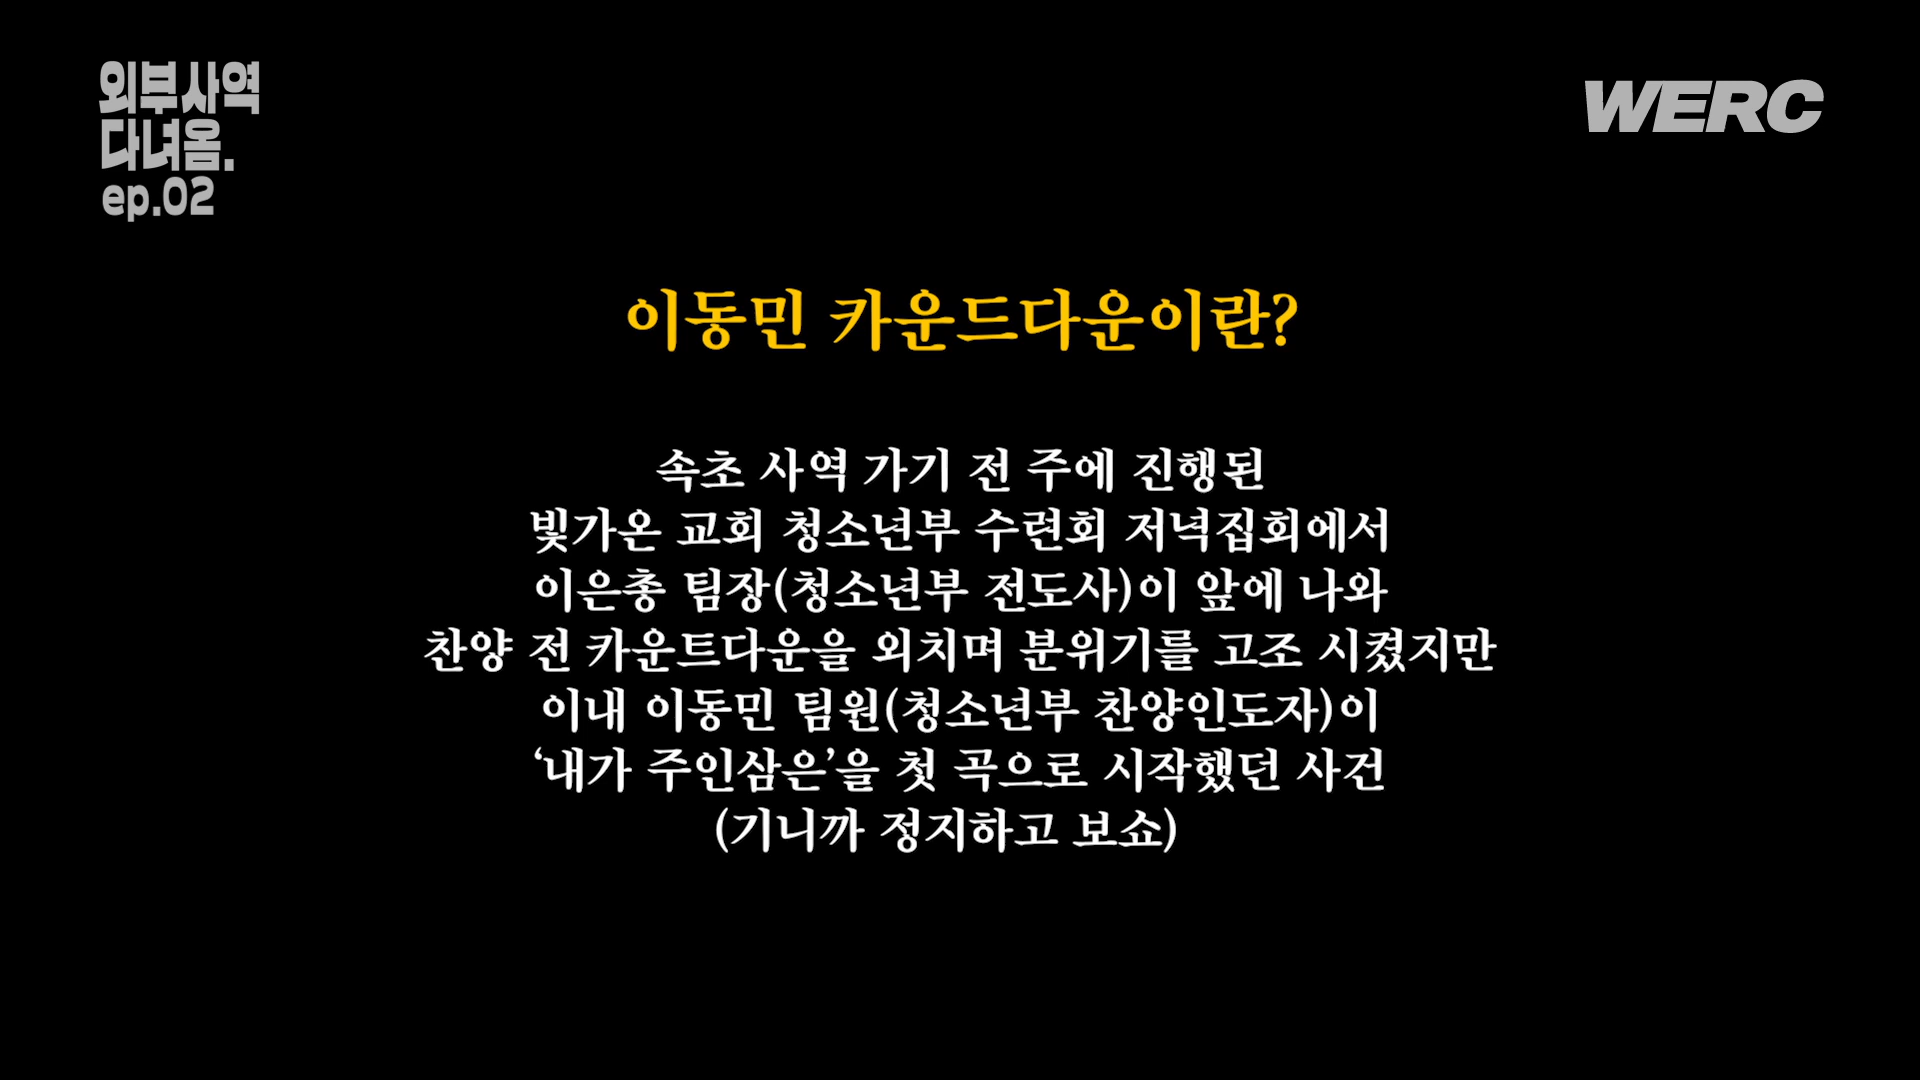 외부사역
다녀옴.
ep.02
WERC
이동민 카운드다운이란?
속초 사역 가기 전 주에 진행된
빛가온 교회 청소년부 수련회 저녁집회에서
이은총 팀장(청소년부 전도사)이 앞에 나와
찬양 전 카운트다운을 외치며 분위기를 고조 시켰지만
이내 이동민 팀원(청소년부 찬양인도자)이
‘내가 주인삼은’을 첫 곡으로 시작했던 사건
(기니까 정지하고 보쇼)